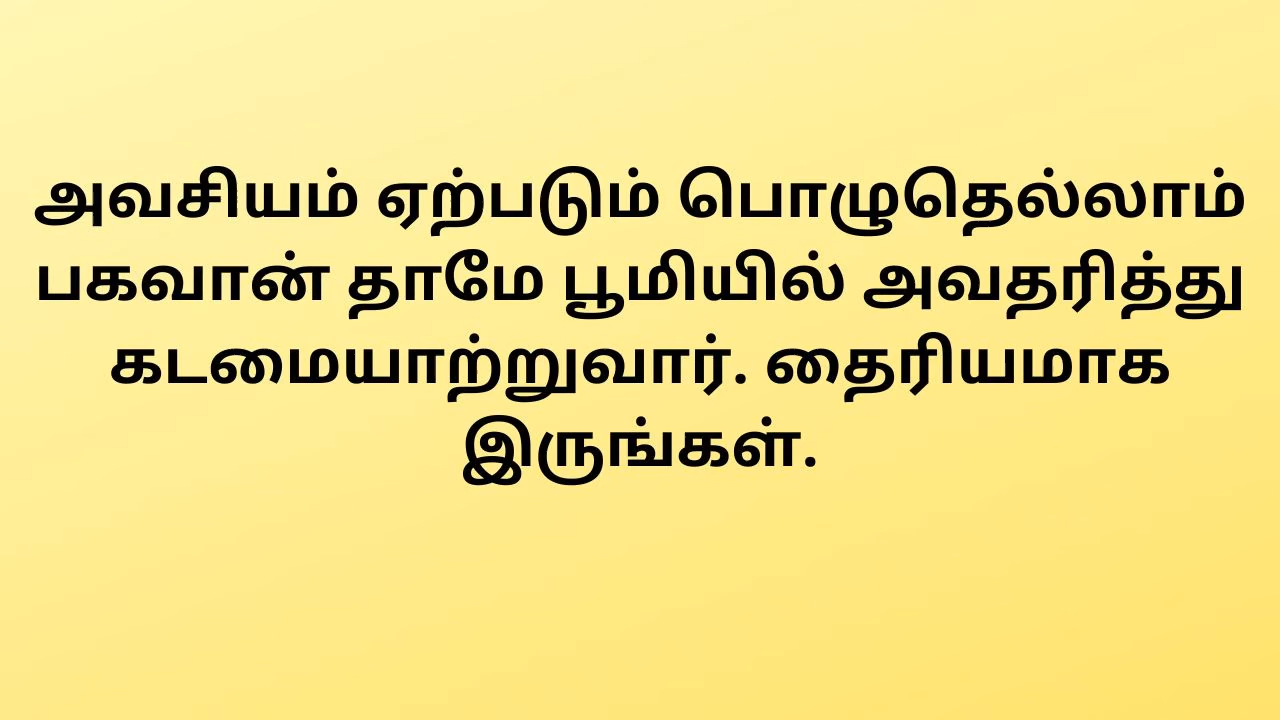 அவசியம் ஏற்படும் பொழுதெல்லாம்
பகவான் தாமே பூமியில் அவதரித்து
கடமையாற்றுவார். தைரியமாக
இருங்கள்.